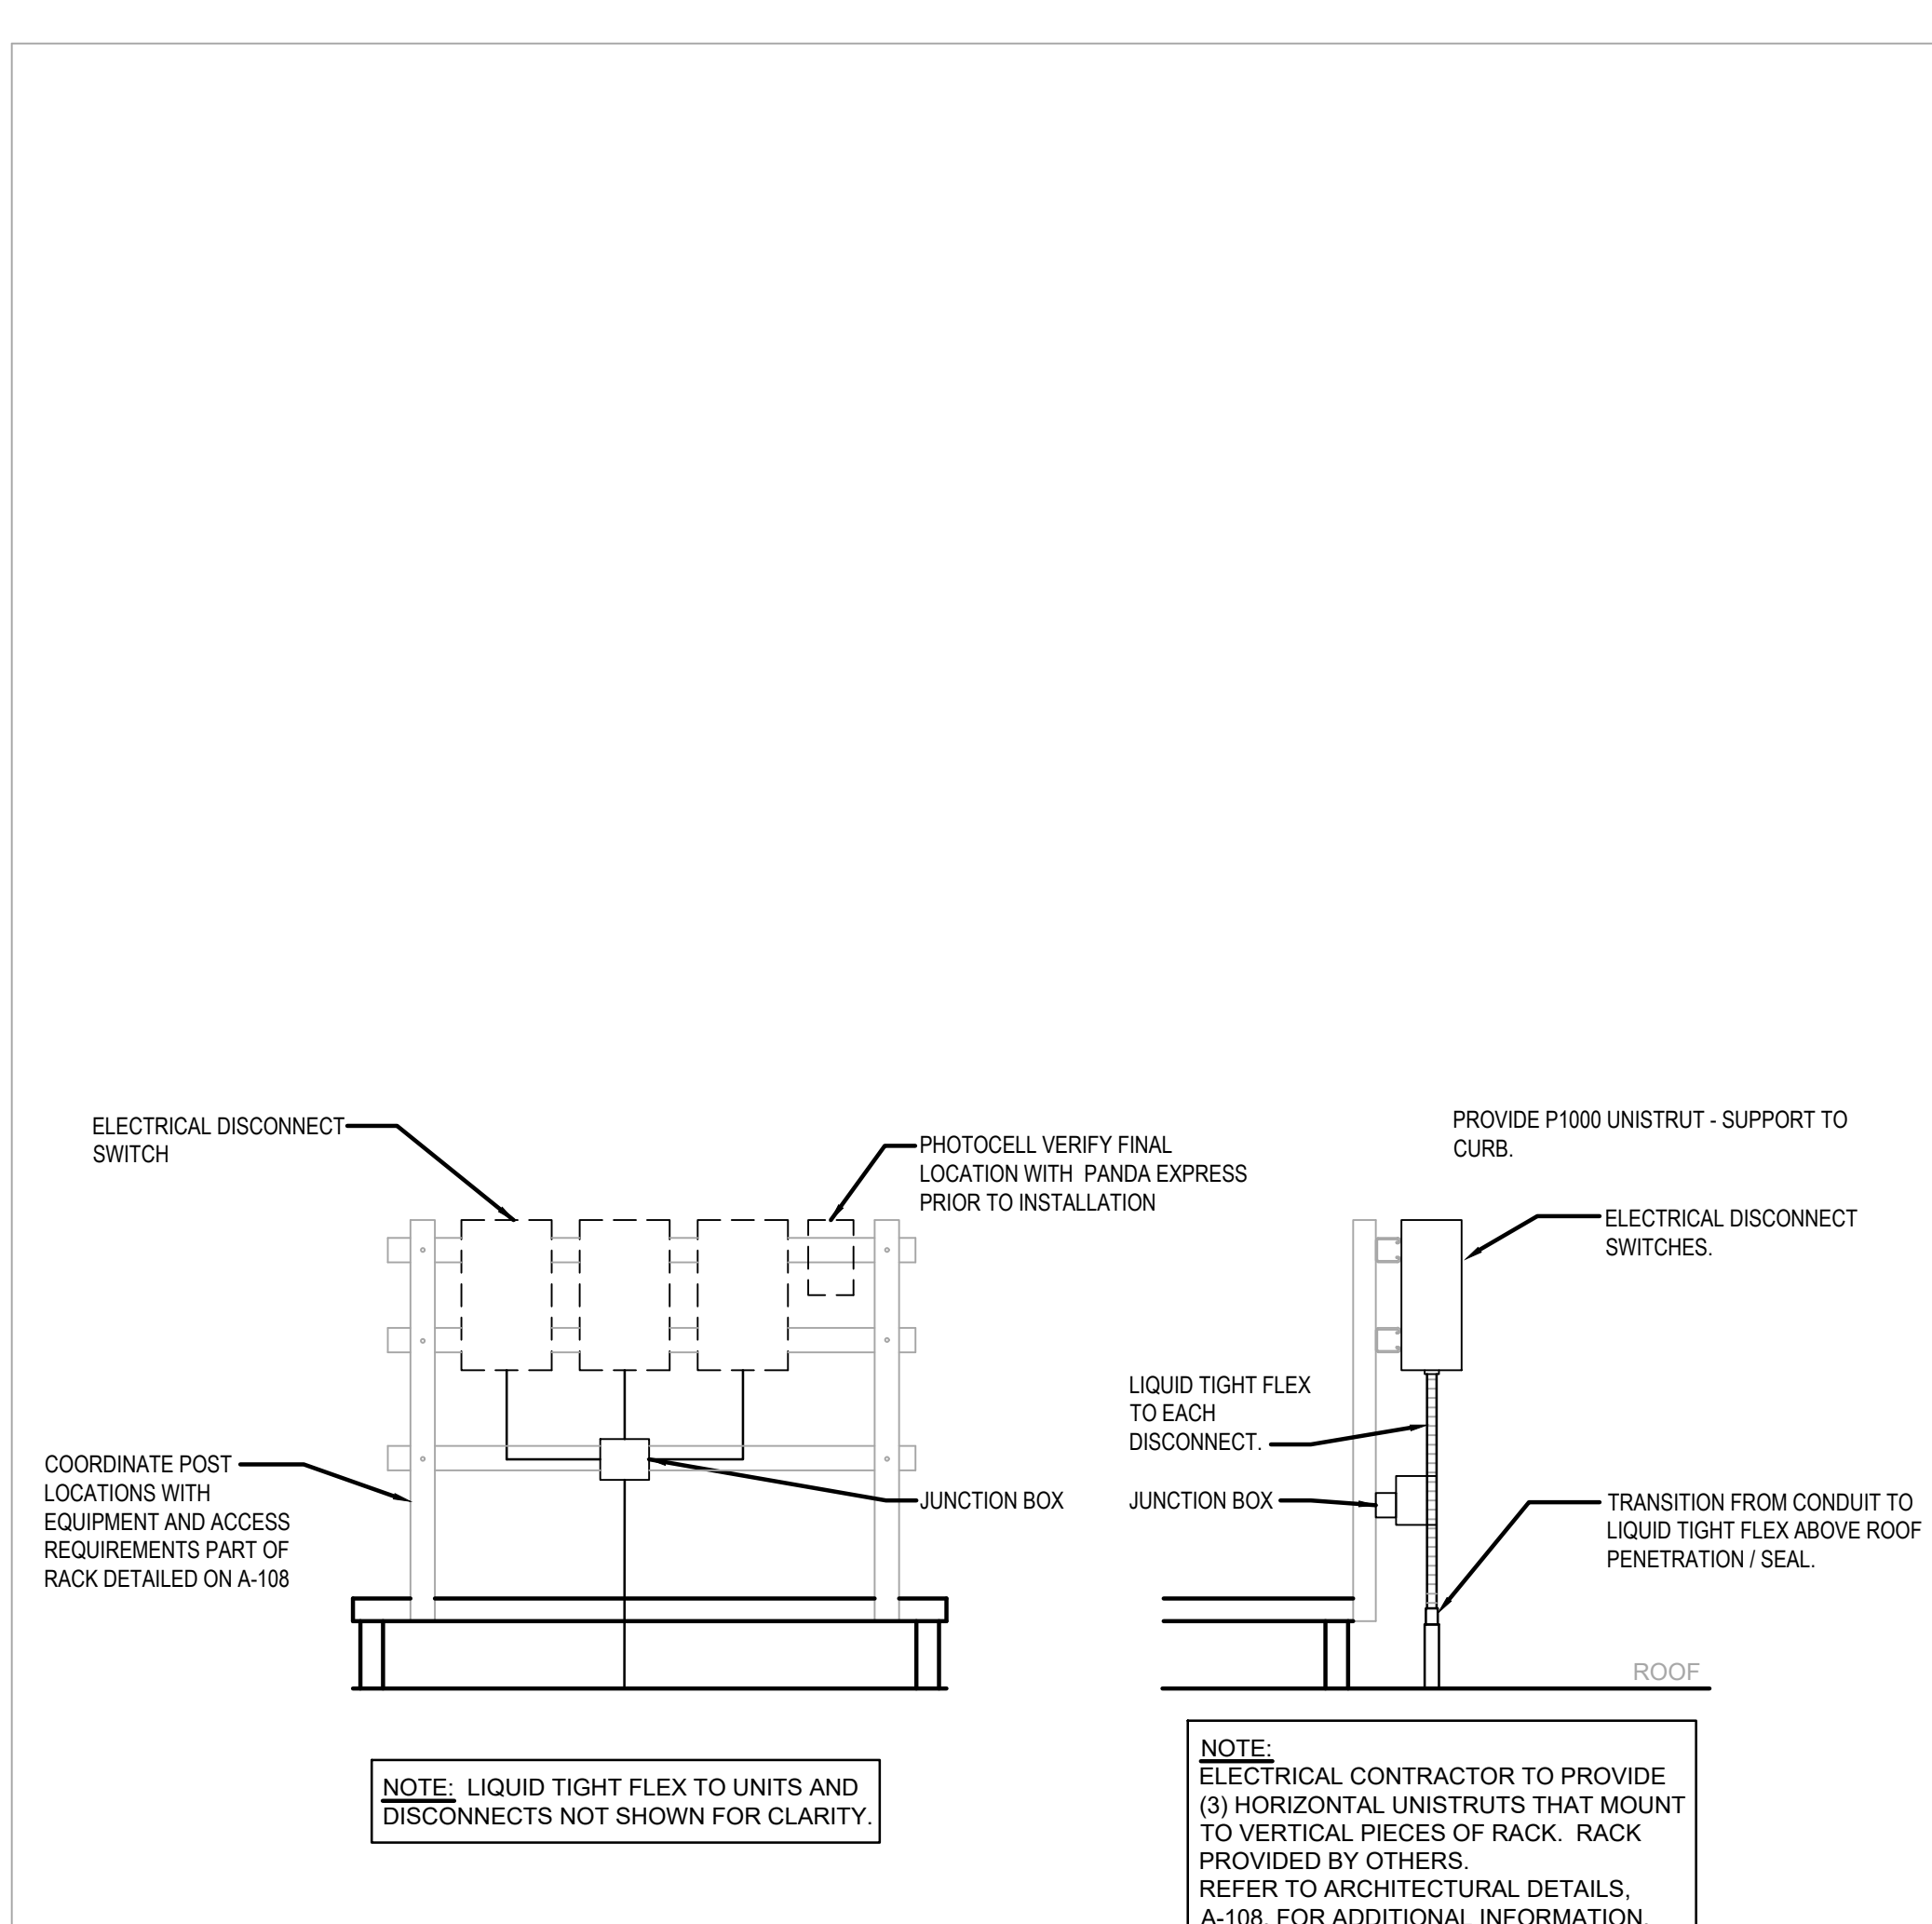 ELECTRICAL DISCONNECT
SWITCH
PHOTOCELL VERIFY FINAL
LOCATION WITH PANDA EXPRESS
PRIOR TO INSTALLATION
COORDINATE POST
LOCATIONS WITH
EQUIPMENT AND ACCESS
REQUIREMENTS PART OF
RACK DETAILED ON A-108
JUNCTION BOX
NOTE: LIQUID TIGHT FLEX TO UNITS AND
DISCONNECTS NOT SHOWN FOR CLARITY.
PROVIDE P1000 UNISTRUT - SUPPORT TO
CURB.
ELECTRICAL DISCONNECT
SWITCHES.
LIQUID TIGHT FLEX
TO EACH
DISCONNECT.
JUNCTION BOX
TRANSITION FROM CONDUIT TO
LIQUID TIGHT FLEX ABOVE ROOF
PENETRATION / SEAL.
ROOF
NOTE:
ELECTRICAL CONTRACTOR TO PROVIDE
(3) HORIZONTAL UNISTRUTS THAT MOUNT
TO VERTICAL PIECES OF RACK. RACK
PROVIDED BY OTHERS.
REFER TO ARCHITECTURAL DETAILS,
A-108, FOR ADDITIONAL INFORMATION.